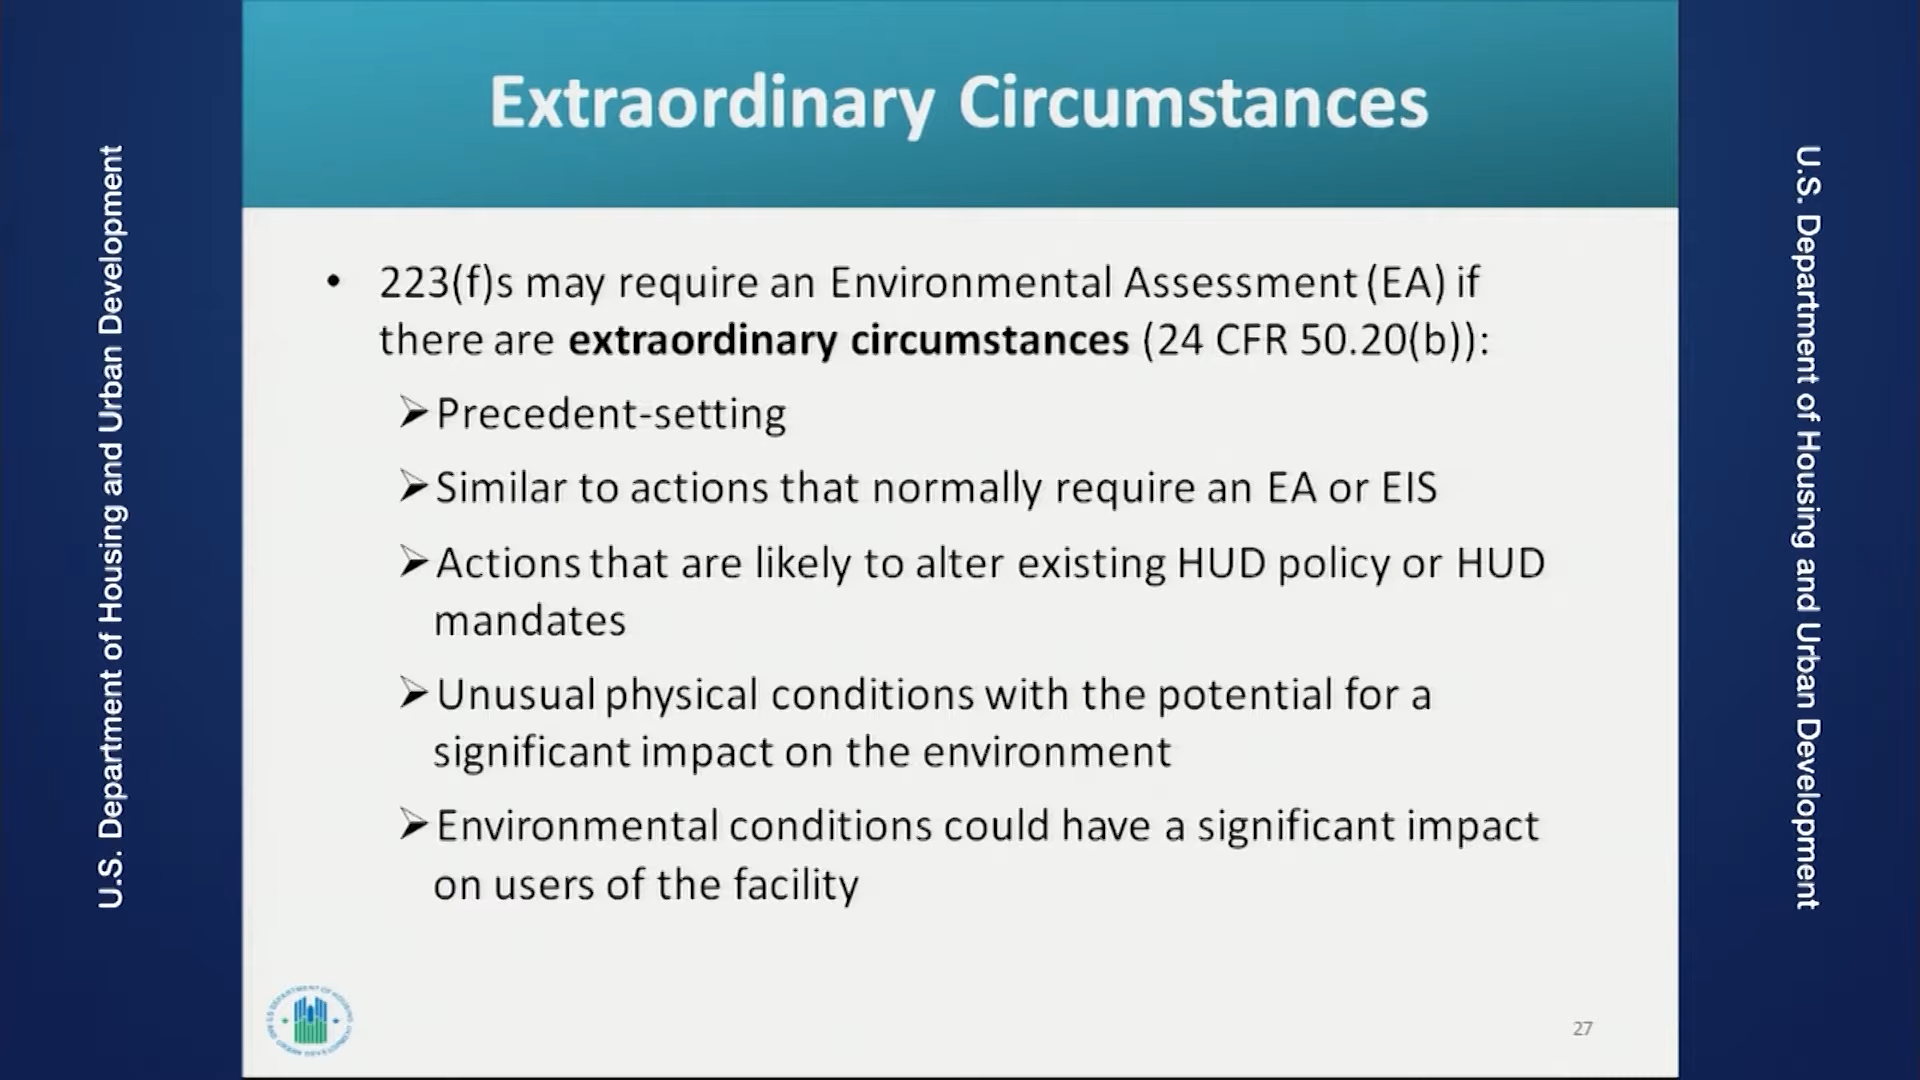 Extraordinary Circumstances
• 223(f)s may require an Environmental Assessment (EA) if
there are extraordinary circumstances (24 CFR 50.20(b)):
➢Precedent-setting
➢Similar to actions that normally require an EA or EIS
➢Actions that are likely to alter existing HUD policy or HUD
mandates
➢Unusual physical conditions with the potential for a
significant impact on the environment
➢Environmental conditions could have a significant impact
on users of the facility
27
U.S. Department of Housing and Urban Development
U.S. Department of Housing and Urban Development